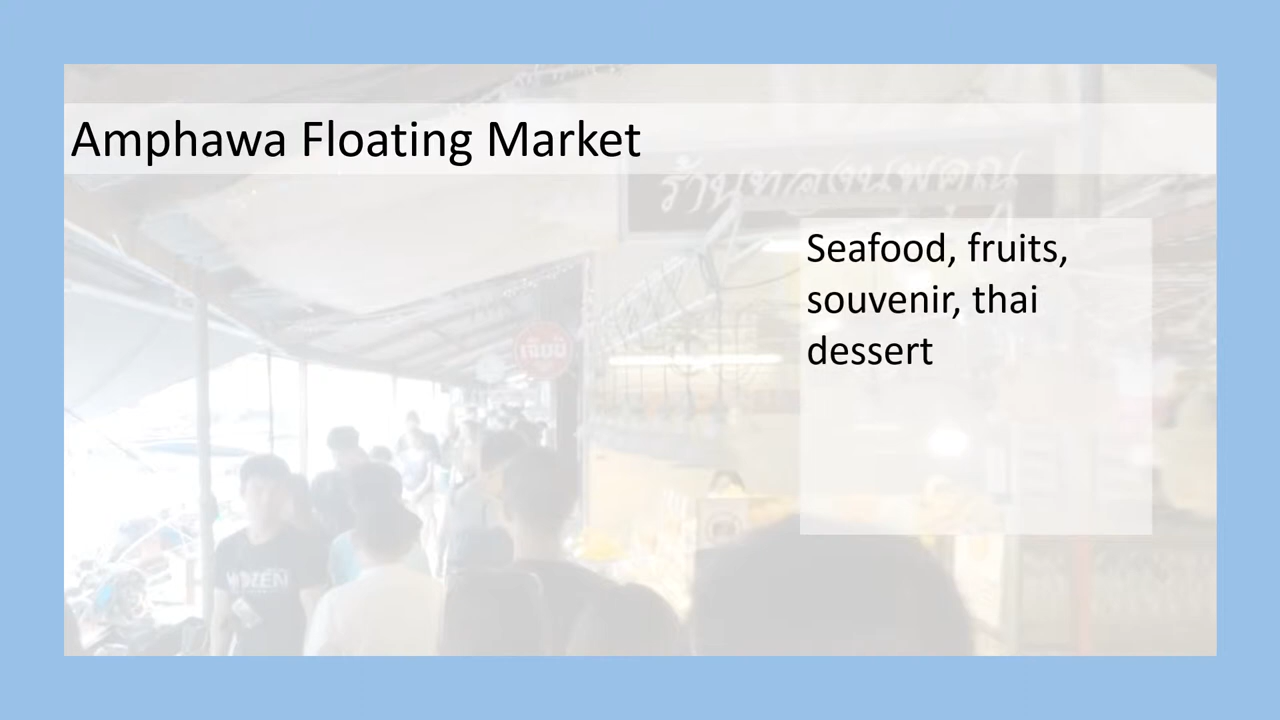 Amphawa Floating Market
Seafood, fruits,
souvenir, thai
dessert